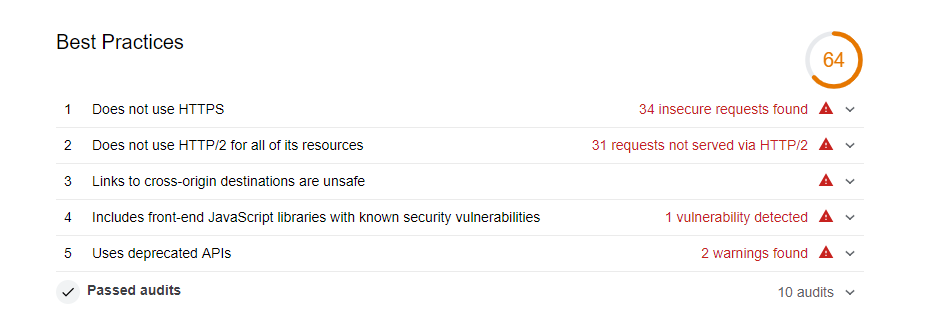 Best Practices
64
1 Does not use HTTPS 34 insecure requests found
2 Does not use HTTP/2 for all of its resources 31 requests not served via HTTP/2
3 Links to cross-origin destinations are unsafe
4 Includes front-end JavaScript libraries with known security vulnerabilities 1 vulnerability detected
5 Uses deprecated APIs 2 warnings found
Passed audits 10 audits